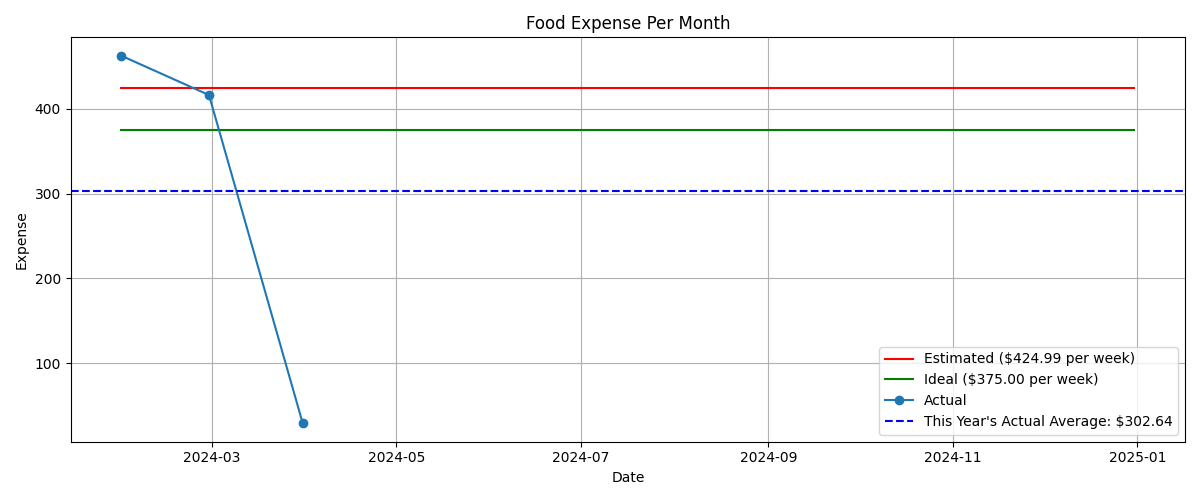 Food Expense Per Month
Expense
400
300
200
100
Estimated ($424.99 per week)
Ideal ($375.00 per week)
Actual
This Year's Actual Average: $302.64
2024-03
2024-05
2024-07
2024-09
2024-11
2025-01
Date